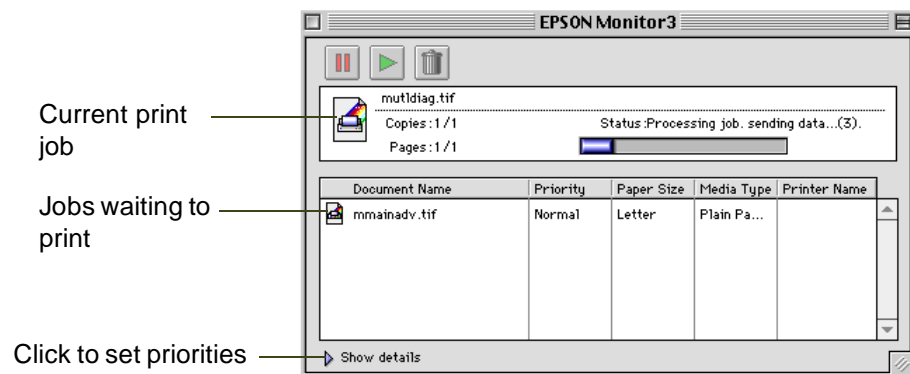 EPSON Monitor3
mutldiag.tif
Copies:1/1
Status:Processing job. sending data...(3).
Pages:1/1
Current print
job
Document Name Priority Paper Size Media Type Printer Name
mmainadv.tif Normal Letter Plain Pa...
Jobs waiting to
print
Click to set priorities
Show details